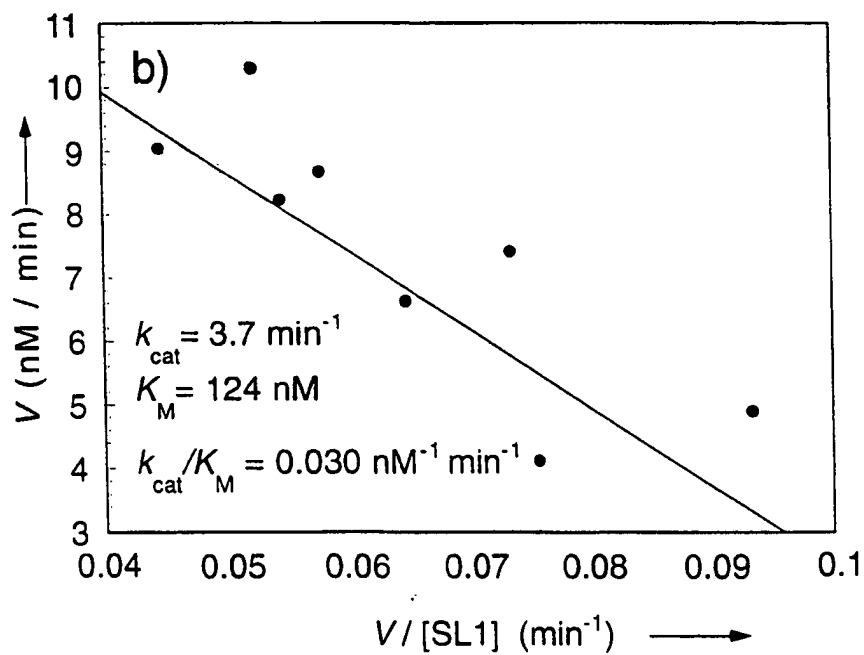 b)
11
10
9
8
7
6
5
4
3
V (nM / min)
k_cat = 3.7 min⁻¹
K_M = 124 nM
k_cat/K_M = 0.030 nM⁻¹ min⁻¹
0.04 0.05 0.06 0.07 0.08 0.09 0.1
V / [SL1] (min⁻¹)